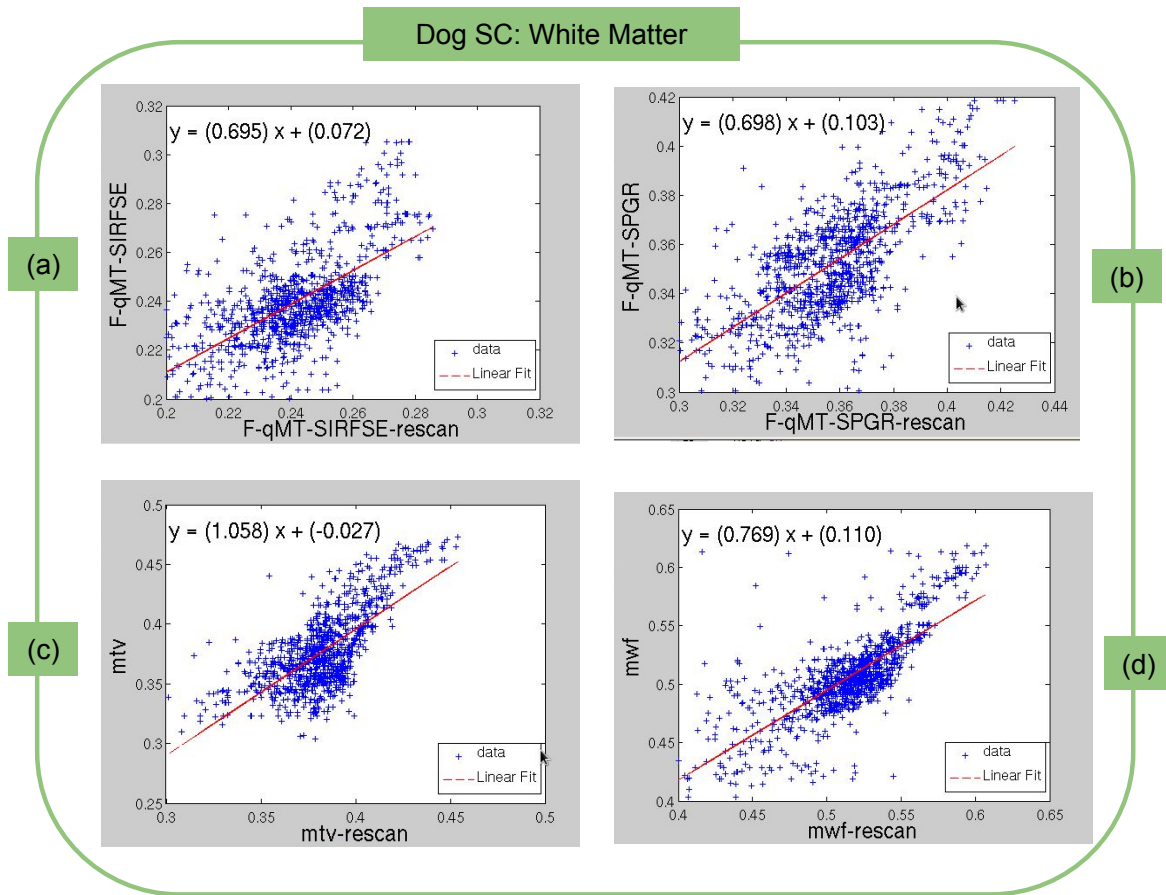 Dog SC: White Matter
(a)
y = (0.695) x + (0.072)
F-qMT-SIRFSE
0.32
0.3
0.28
0.26
0.24
0.22
0.2
0.2
0.22
0.24
0.26
0.28
0.3
0.32
F-qMT-SIRFSE-rescan
data
Linear Fit
(b)
y = (0.698) x + (0.103)
F-qMT-SPGR
0.42
0.4
0.38
0.36
0.34
0.32
0.3
0.3
0.32
0.34
0.36
0.38
0.4
0.42
0.44
F-qMT-SPGR-rescan
data
Linear Fit
(c)
y = (1.058) x + (-0.027)
mtv
0.5
0.45
0.4
0.35
0.3
0.25
0.3
0.35
0.4
0.45
0.5
mtv-rescan
data
Linear Fit
(d)
y = (0.769) x + (0.110)
mwf
0.65
0.6
0.55
0.5
0.45
0.4
0.4
0.45
0.5
0.55
0.6
0.65
mwf-rescan
data
Linear Fit